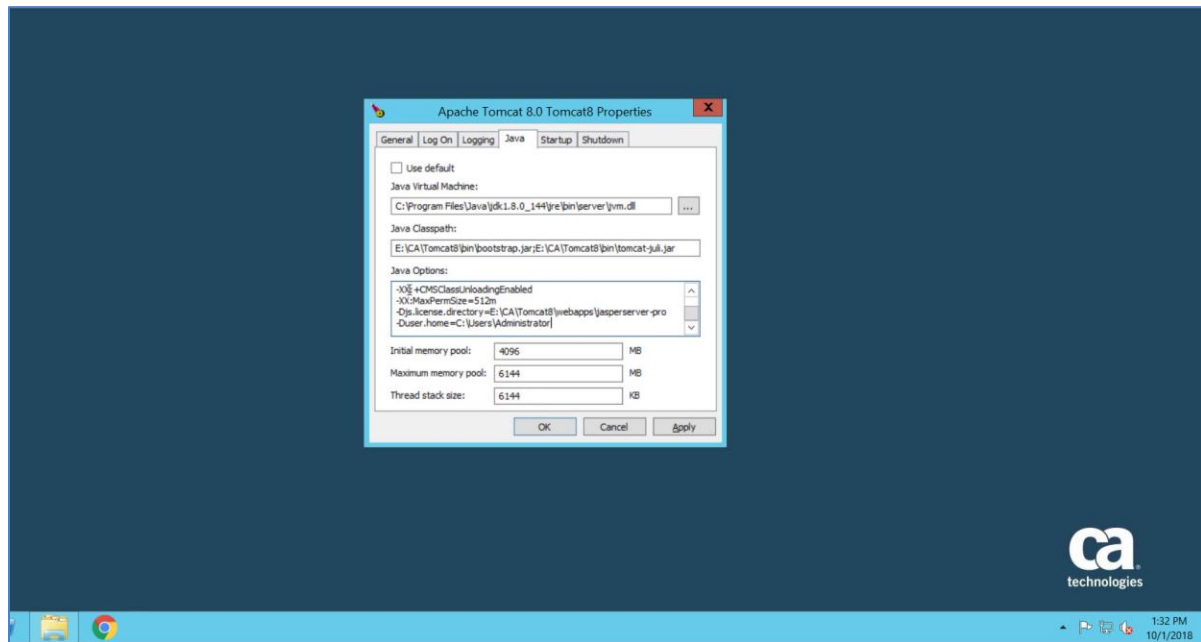 Apache Tomcat 8.0 Tomcat8 Properties
X
General Log On Logging Java Startup Shutdown
Use default
Java Virtual Machine:
C:\Program Files\Java\jdk1.8.0_144\jre\bin\server\jvm.dll ...
Java Classpath:
E:\CA\Tomcat8\bin\bootstrap.jar;E:\CA\Tomcat8\bin\tomcat-juli.jar
Java Options:
-XX:+CMSClassUnloadingEnabled
-XX:MaxPermSize=512m
-Djs.license.directory=E:\CA\Tomcat8\webapps\jasperserver-pro
-Duser.home=C:\Users\Administrator
Initial memory pool: 4096 MB
Maximum memory pool: 6144 MB
Thread stack size: 6144 KB
OK Cancel Apply
ca
technologies
1:32 PM
10/1/2018